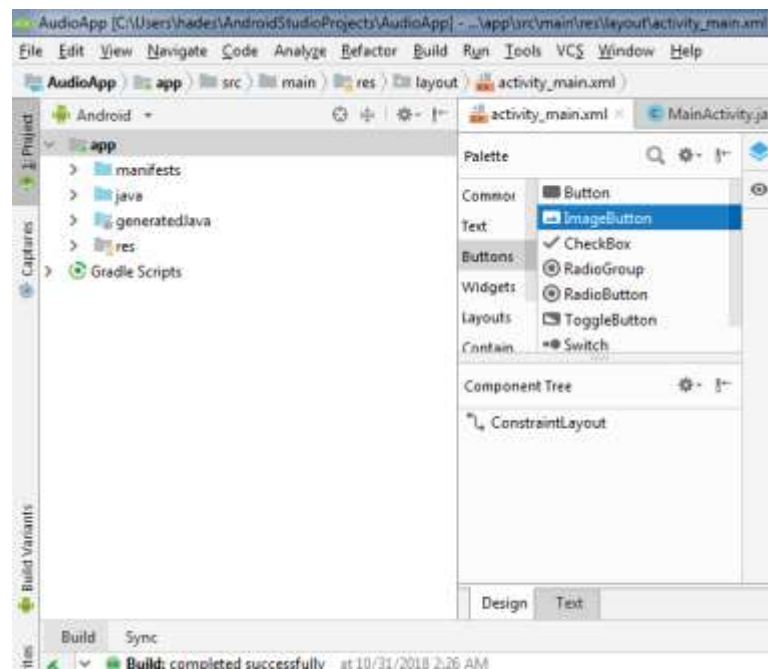 AudioApp [C:\Users\hades\AndroidStudioProjects\AudioApp] - ...\app\src\main\res\layout\activity_main.xml
File Edit View Navigate Code Analyze Refactor Build Run Tools VCS Window Help
AudioApp app src main res layout activity_main.xml
1: Project
Captures
Build Variants
Android
app
manifests
java
generatedJava
res
Gradle Scripts
activity_main.xml
MainActivity.ja
Palette
Common
Text
Buttons
Widgets
Layouts
Contain
Button
ImageButton
CheckBox
RadioGroup
RadioButton
ToggleButton
Switch
Component Tree
ConstraintLayout
Design Text
Build Sync
Build: completed successfully at 10/31/2018 2:26 AM